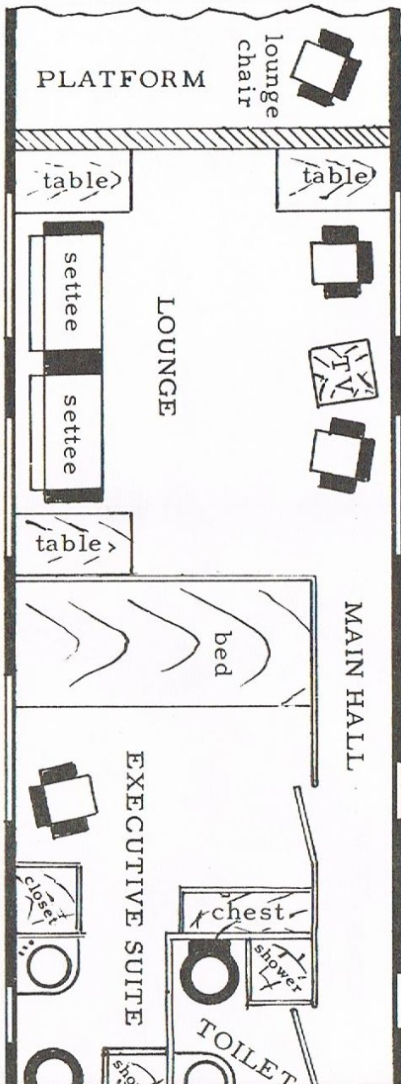 PLATFORM
lounge
chair
table
table
settee
LOUNGE
TV
settee
table
bed
MAIN HALL
EXECUTIVE SUITE
closet
chest
shower
TOILET
sho